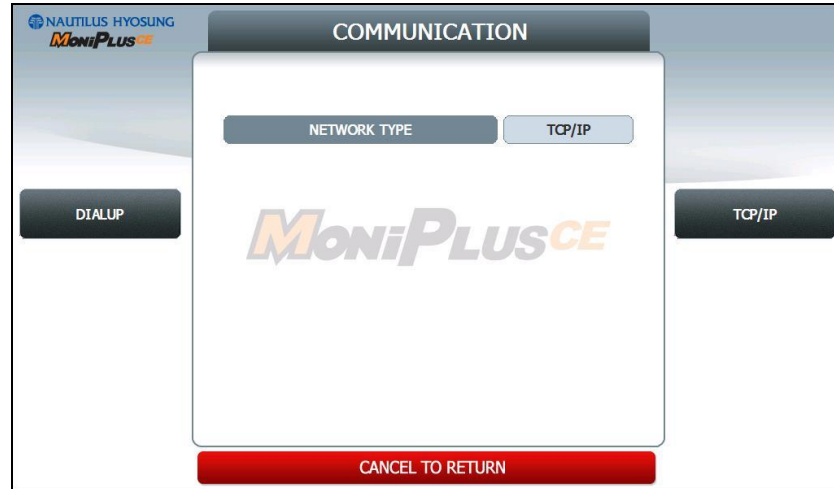 NAUTILUS HYOSUNG
MoniPlusCE
COMMUNICATION
NETWORK TYPE TCP/IP
DIALUP
TCP/IP
MoniPlusCE
CANCEL TO RETURN